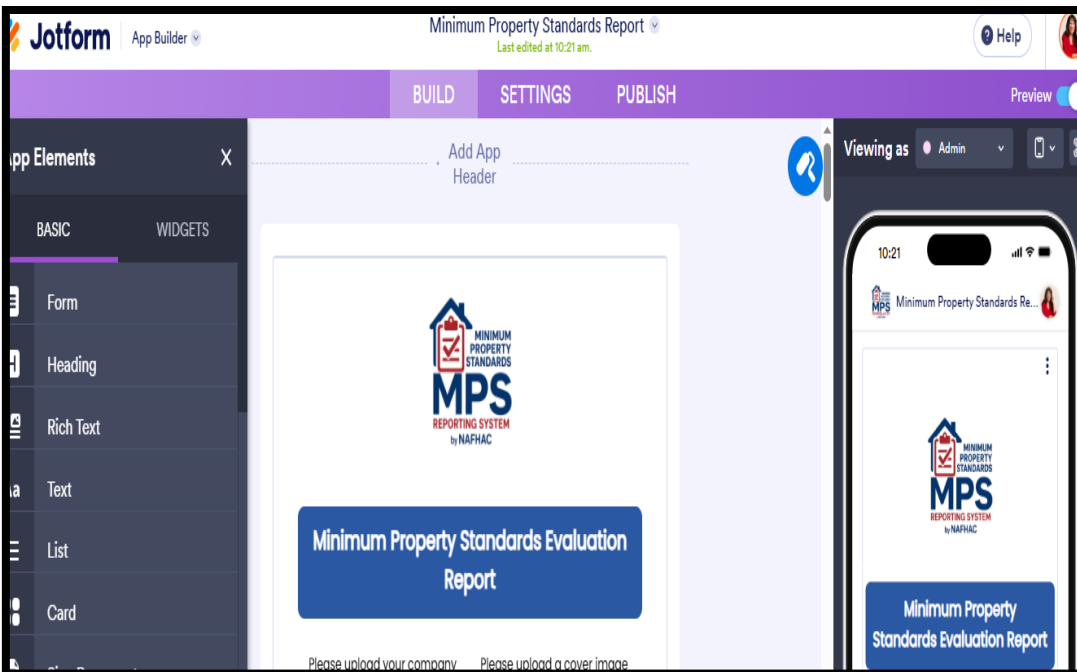 Jotform
App Builder
Minimum Property Standards Report
Last edited at 10:21 am.
Help
BUILD
SETTINGS
PUBLISH
Preview
App Elements
BASIC
WIDGETS
Form
Heading
Rich Text
Text
List
Card
Add App
Header
MINIMUM
PROPERTY
STANDARDS
MPS
REPORTING SYSTEM
by NAFHAC
Minimum Property Standards Evaluation
Report
Please upload your company
Please upload a cover image
Viewing as
Admin
10:21
MPS
Minimum Property Standards Re...
MINIMUM
PROPERTY
STANDARDS
MPS
REPORTING SYSTEM
by NAFHAC
Minimum Property
Standards Evaluation Report